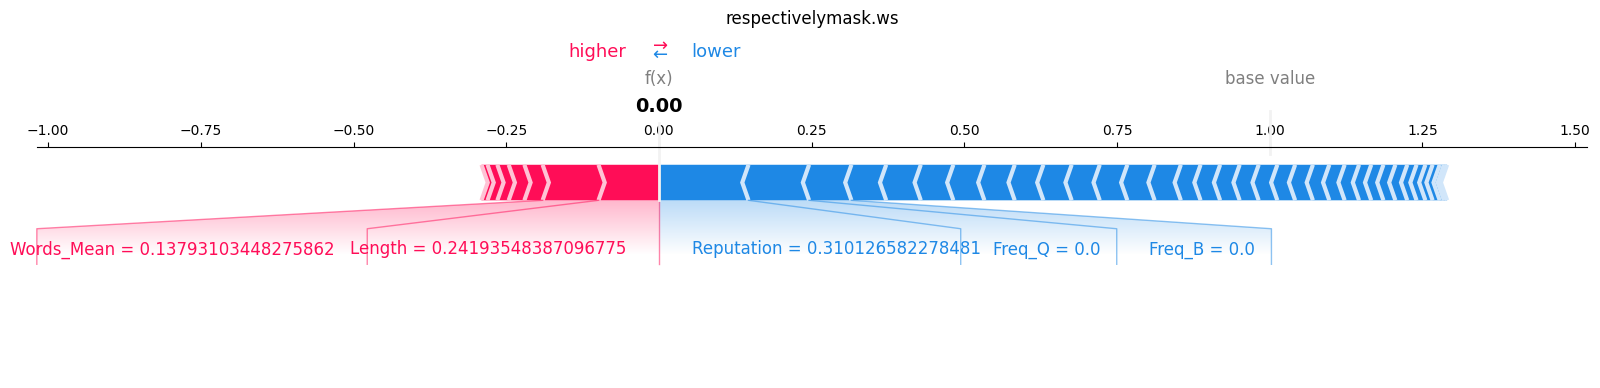 respectivelymask.ws
higher → ← lower
f(x) base value
0.00
−1.00 −0.75 −0.50 −0.25 0.00 0.25 0.50 0.75 1.00 1.25 1.50
Words_Mean = 0.13793103448275862 Length = 0.24193548387096775 Reputation = 0.310126582278481 Freq_Q = 0.0 Freq_B = 0.0